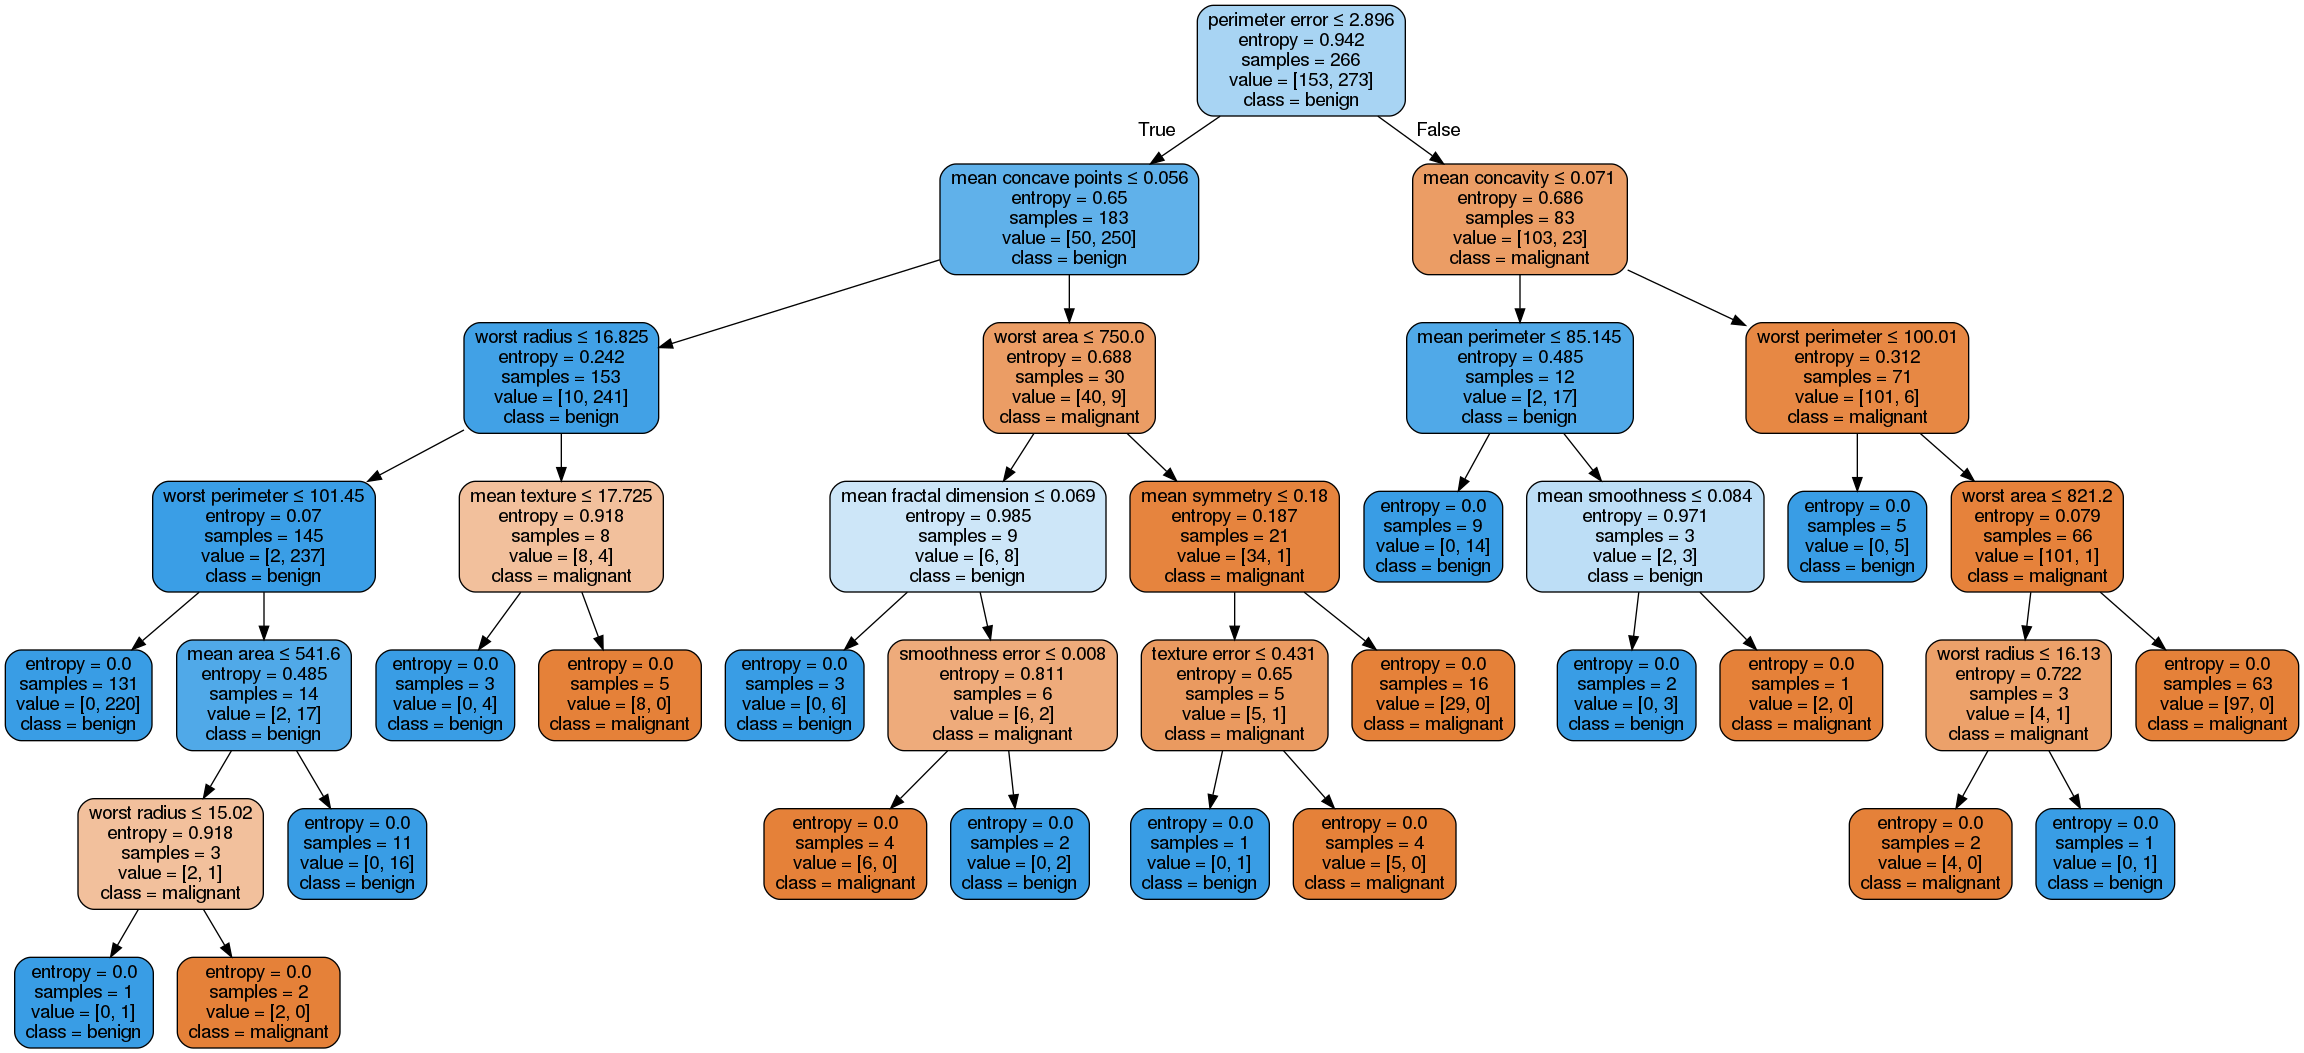 perimeter error ≤ 2.896
entropy = 0.942
samples = 266
value = [153, 273]
class = benign
True
False
mean concave points ≤ 0.056
entropy = 0.65
samples = 183
value = [50, 250]
class = benign
mean concavity ≤ 0.071
entropy = 0.686
samples = 83
value = [103, 23]
class = malignant
worst radius ≤ 16.825
entropy = 0.242
samples = 153
value = [10, 241]
class = benign
worst area ≤ 750.0
entropy = 0.688
samples = 30
value = [40, 9]
class = malignant
mean perimeter ≤ 85.145
entropy = 0.485
samples = 12
value = [2, 17]
class = benign
worst perimeter ≤ 100.01
entropy = 0.312
samples = 71
value = [101, 6]
class = malignant
worst perimeter ≤ 101.45
entropy = 0.07
samples = 145
value = [2, 237]
class = benign
mean texture ≤ 17.725
entropy = 0.918
samples = 8
value = [8, 4]
class = malignant
mean fractal dimension ≤ 0.069
entropy = 0.985
samples = 9
value = [6, 8]
class = benign
mean symmetry ≤ 0.18
entropy = 0.187
samples = 21
value = [34, 1]
class = malignant
entropy = 0.0
samples = 9
value = [0, 14]
class = benign
mean smoothness ≤ 0.084
entropy = 0.971
samples = 3
value = [2, 3]
class = benign
entropy = 0.0
samples = 5
value = [0, 5]
class = benign
worst area ≤ 821.2
entropy = 0.079
samples = 66
value = [101, 1]
class = malignant
entropy = 0.0
samples = 131
value = [0, 220]
class = benign
mean area ≤ 541.6
entropy = 0.485
samples = 14
value = [2, 17]
class = benign
entropy = 0.0
samples = 3
value = [0, 4]
class = benign
entropy = 0.0
samples = 5
value = [8, 0]
class = malignant
entropy = 0.0
samples = 3
value = [0, 6]
class = benign
smoothness error ≤ 0.008
entropy = 0.811
samples = 6
value = [6, 2]
class = malignant
texture error ≤ 0.431
entropy = 0.65
samples = 5
value = [5, 1]
class = malignant
entropy = 0.0
samples = 16
value = [29, 0]
class = malignant
entropy = 0.0
samples = 2
value = [0, 3]
class = benign
entropy = 0.0
samples = 1
value = [2, 0]
class = malignant
worst radius ≤ 16.13
entropy = 0.722
samples = 3
value = [4, 1]
class = malignant
entropy = 0.0
samples = 63
value = [97, 0]
class = malignant
worst radius ≤ 15.02
entropy = 0.918
samples = 3
value = [2, 1]
class = malignant
entropy = 0.0
samples = 11
value = [0, 16]
class = benign
entropy = 0.0
samples = 4
value = [6, 0]
class = malignant
entropy = 0.0
samples = 2
value = [0, 2]
class = benign
entropy = 0.0
samples = 1
value = [0, 1]
class = benign
entropy = 0.0
samples = 4
value = [5, 0]
class = malignant
entropy = 0.0
samples = 2
value = [4, 0]
class = malignant
entropy = 0.0
samples = 1
value = [0, 1]
class = benign
entropy = 0.0
samples = 1
value = [0, 1]
class = benign
entropy = 0.0
samples = 2
value = [2, 0]
class = malignant